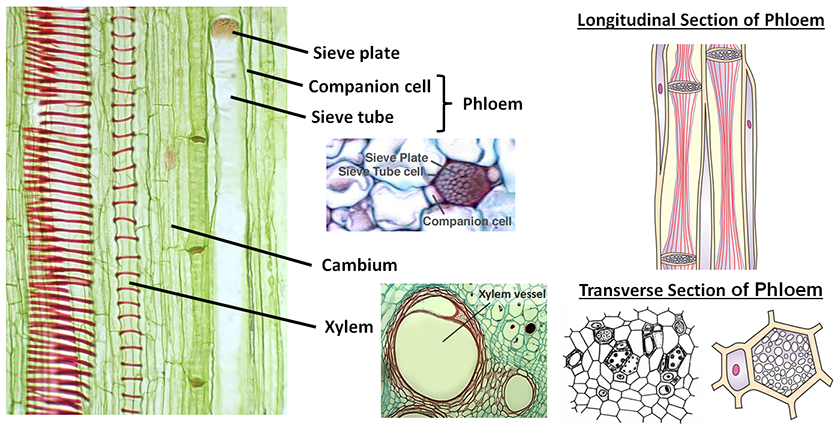 Sieve plate
Companion cell
Sieve tube
Phloem
Sieve Plate
Sieve Tube cell
Companion cell
Cambium
Xylem
Xylem vessel
Longitudinal Section of Phloem
Transverse Section of Phloem